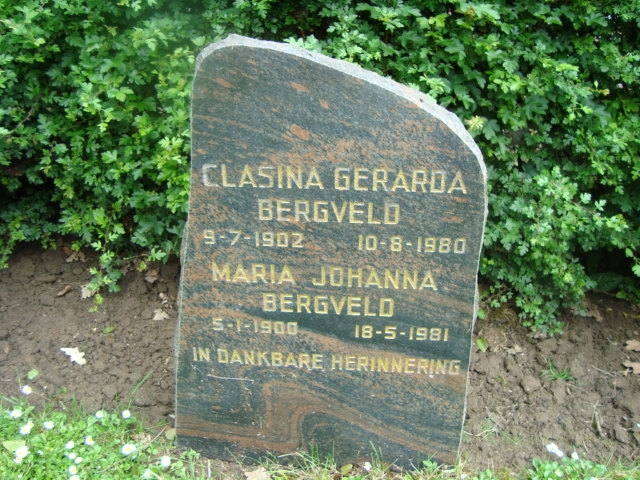 CLASINA GERARDA
BERGVELD
9-7-1902 10-8-1980
MARIA JOHANNA
BERGVELD
5-1-1900 18-5-1981
IN DANKBARE HERINNERING